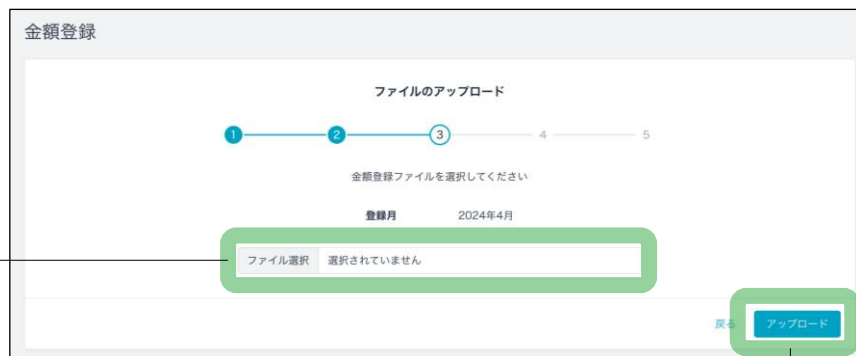 金額登録
ファイルのアップロード
1 2 3 4 5
金額登録ファイルを選択してください
登録月 2024年4月
ファイル選択 選択されていません
戻る アップロード